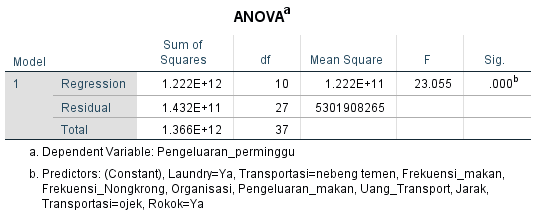 ANOVAa
Model Sum of Squares df Mean Square F Sig.
1 Regression 1.222E+12 10 1.222E+11 23.055 .000b
Residual 1.432E+11 27 5301908265
Total 1.366E+12 37
a. Dependent Variable: Pengeluaran_perminggu
b. Predictors: (Constant), Laundry=Ya, Transportasi=nebeng temen, Frekuensi_makan,
Frekuensi_Nongkrong, Organisasi, Pengeluaran_makan, Uang_Transport, Jarak,
Transportasi=ojek, Rokok=Ya